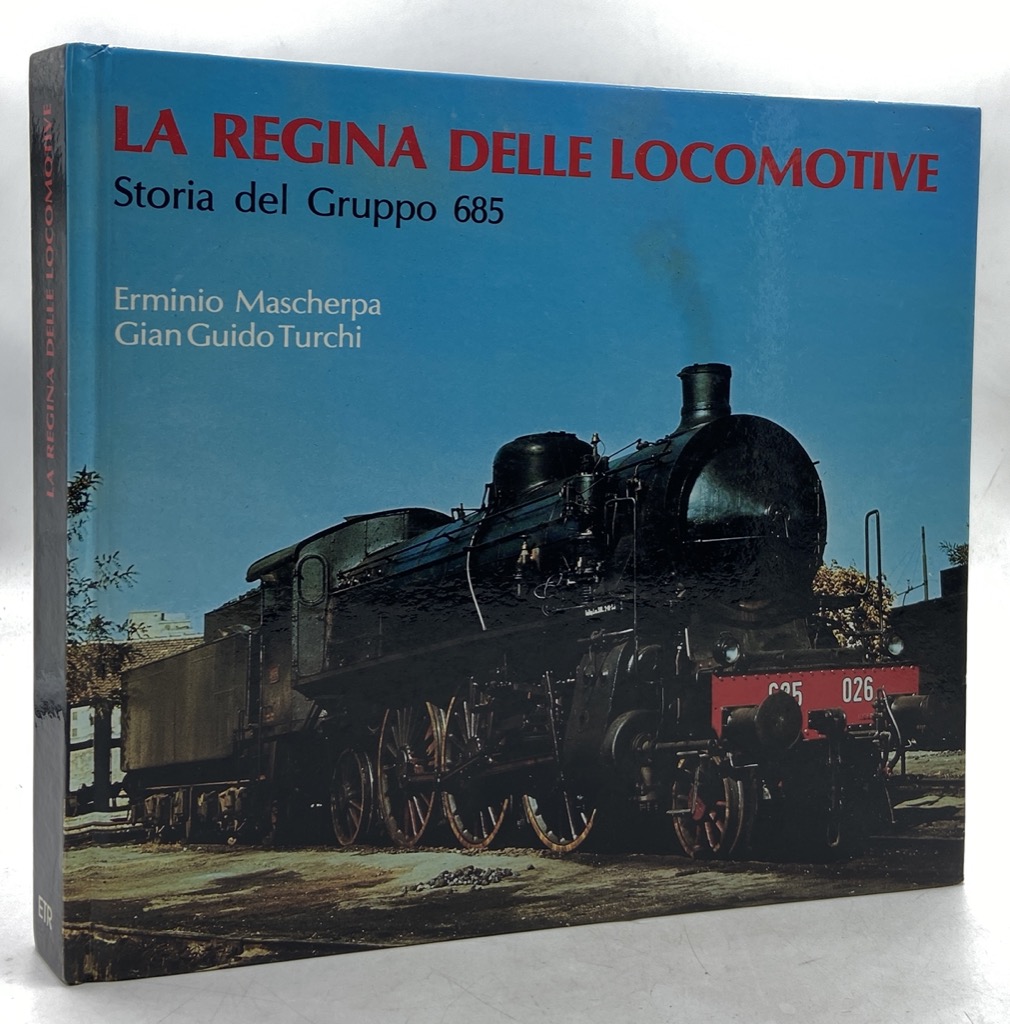 LA REGINA DELLE LOCOMOTIVE
Storia del Gruppo 685
Erminio Mascherpa
Gian Guido Turchi
685 026
LA REGINA DELLE LOCOMOTIVE
ETR